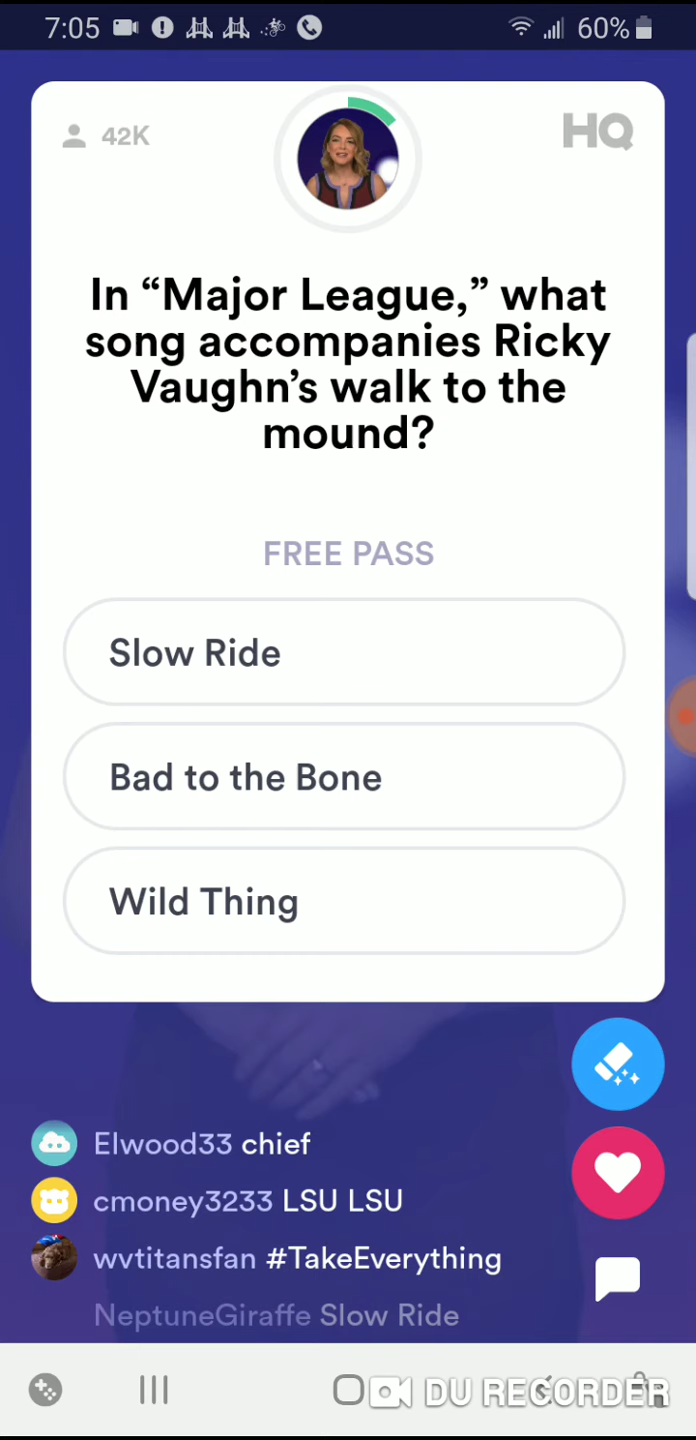 7:05 60%
42K HQ
In “Major League,” what
song accompanies Ricky
Vaughn’s walk to the
mound?
FREE PASS
Slow Ride
Bad to the Bone
Wild Thing
Elwood33 chief
cmoney3233 LSU LSU
wvtitansfan #TakeEverything
NeptuneGiraffe Slow Ride
DU RECORDER